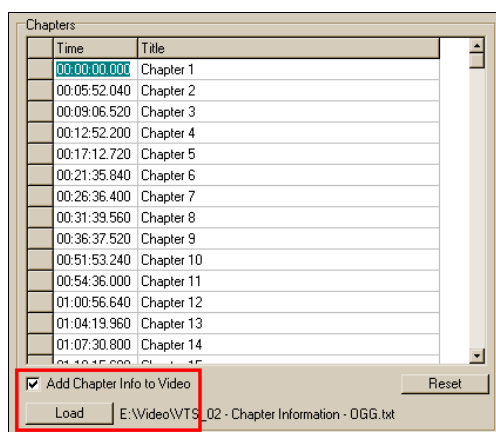 Chapters
Time Title
00:00:00.000 Chapter 1
00:05:52.040 Chapter 2
00:09:06.520 Chapter 3
00:12:52.200 Chapter 4
00:17:12.720 Chapter 5
00:21:35.840 Chapter 6
00:26:36.400 Chapter 7
00:31:39.560 Chapter 8
00:36:37.520 Chapter 9
00:51:53.240 Chapter 10
00:54:36.000 Chapter 11
01:00:56.640 Chapter 12
01:04:19.960 Chapter 13
01:07:30.800 Chapter 14
Add Chapter Info to Video Reset
Load E:\Video\VTS_02 - Chapter Information - OGG.txt